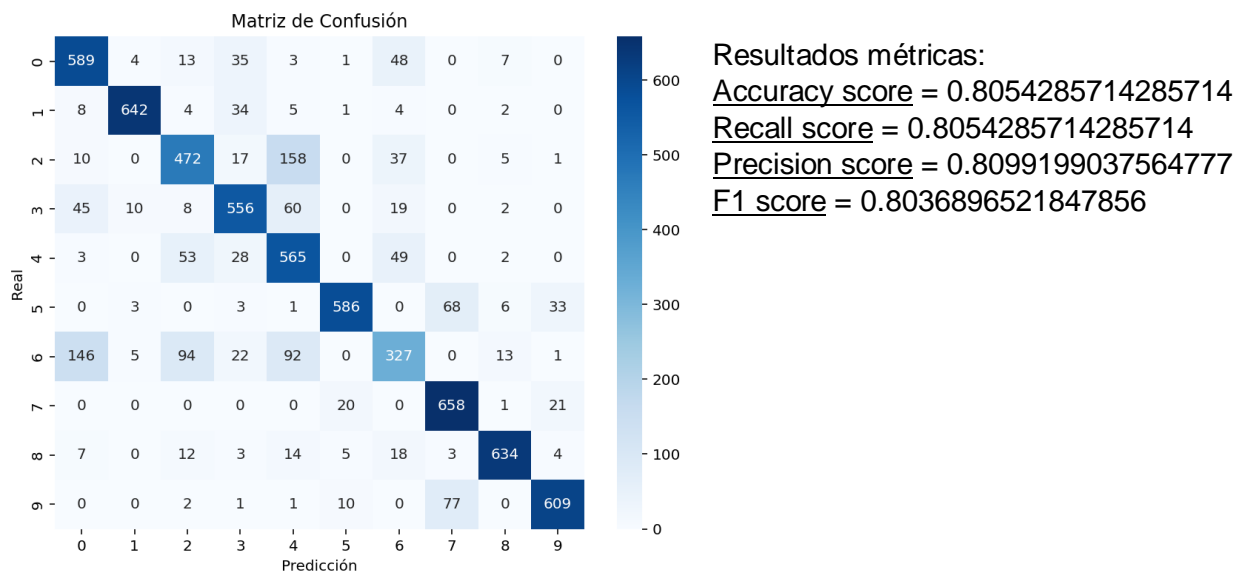 Matriz de Confusión
0 589 4 13 35 3 1 48 0 7 0
1 8 642 4 34 5 1 4 0 2 0
2 10 0 472 17 158 0 37 0 5 1
3 45 10 8 556 60 0 19 0 2 0
4 3 0 53 28 565 0 49 0 2 0
5 0 3 0 3 1 586 0 68 6 33
6 146 5 94 22 92 0 327 0 13 1
7 0 0 0 0 0 20 0 658 1 21
8 7 0 12 3 14 5 18 3 634 4
9 0 0 2 1 1 10 0 77 0 609
0 1 2 3 4 5 6 7 8 9
Predicción
Real
600
500
400
300
200
100
0
Resultados métricas:
Accuracy score = 0.8054285714285714
Recall score = 0.8054285714285714
Precision score = 0.8099199037564777
F1 score = 0.8036896521847856